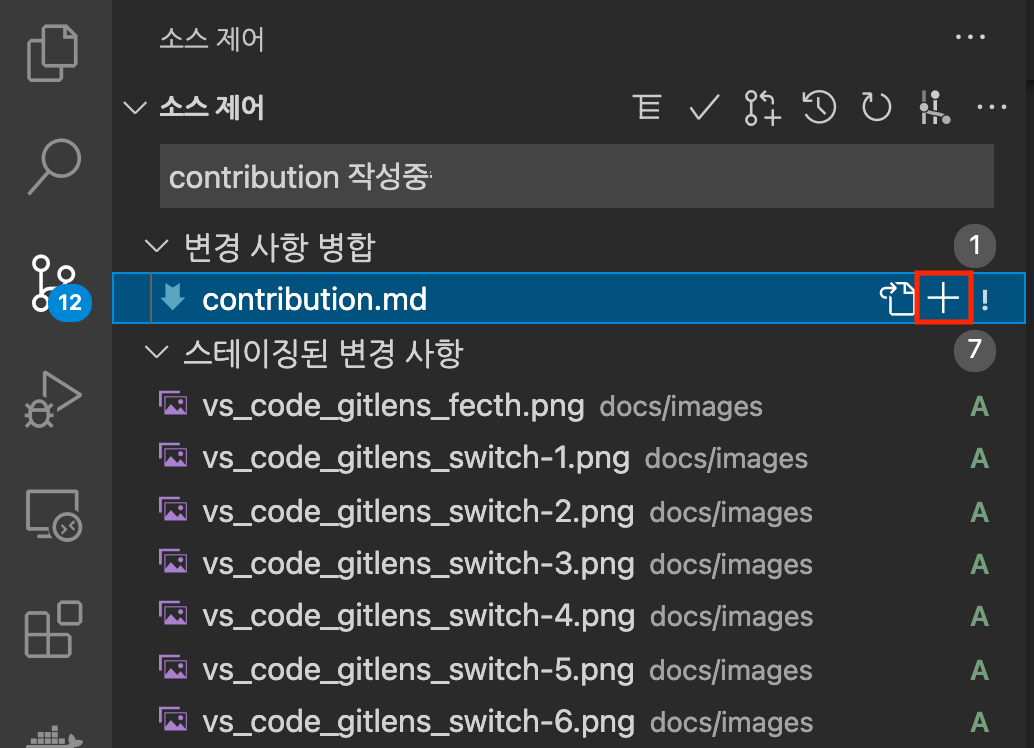 소스 제어
소스 제어
contribution 작성중
변경 사항 병합 1
12
contribution.md !
스테이징된 변경 사항 7
vs_code_gitlens_fecth.png docs/images A
vs_code_gitlens_switch-1.png docs/images A
vs_code_gitlens_switch-2.png docs/images A
vs_code_gitlens_switch-3.png docs/images A
vs_code_gitlens_switch-4.png docs/images A
vs_code_gitlens_switch-5.png docs/images A
vs_code_gitlens_switch-6.png docs/images A